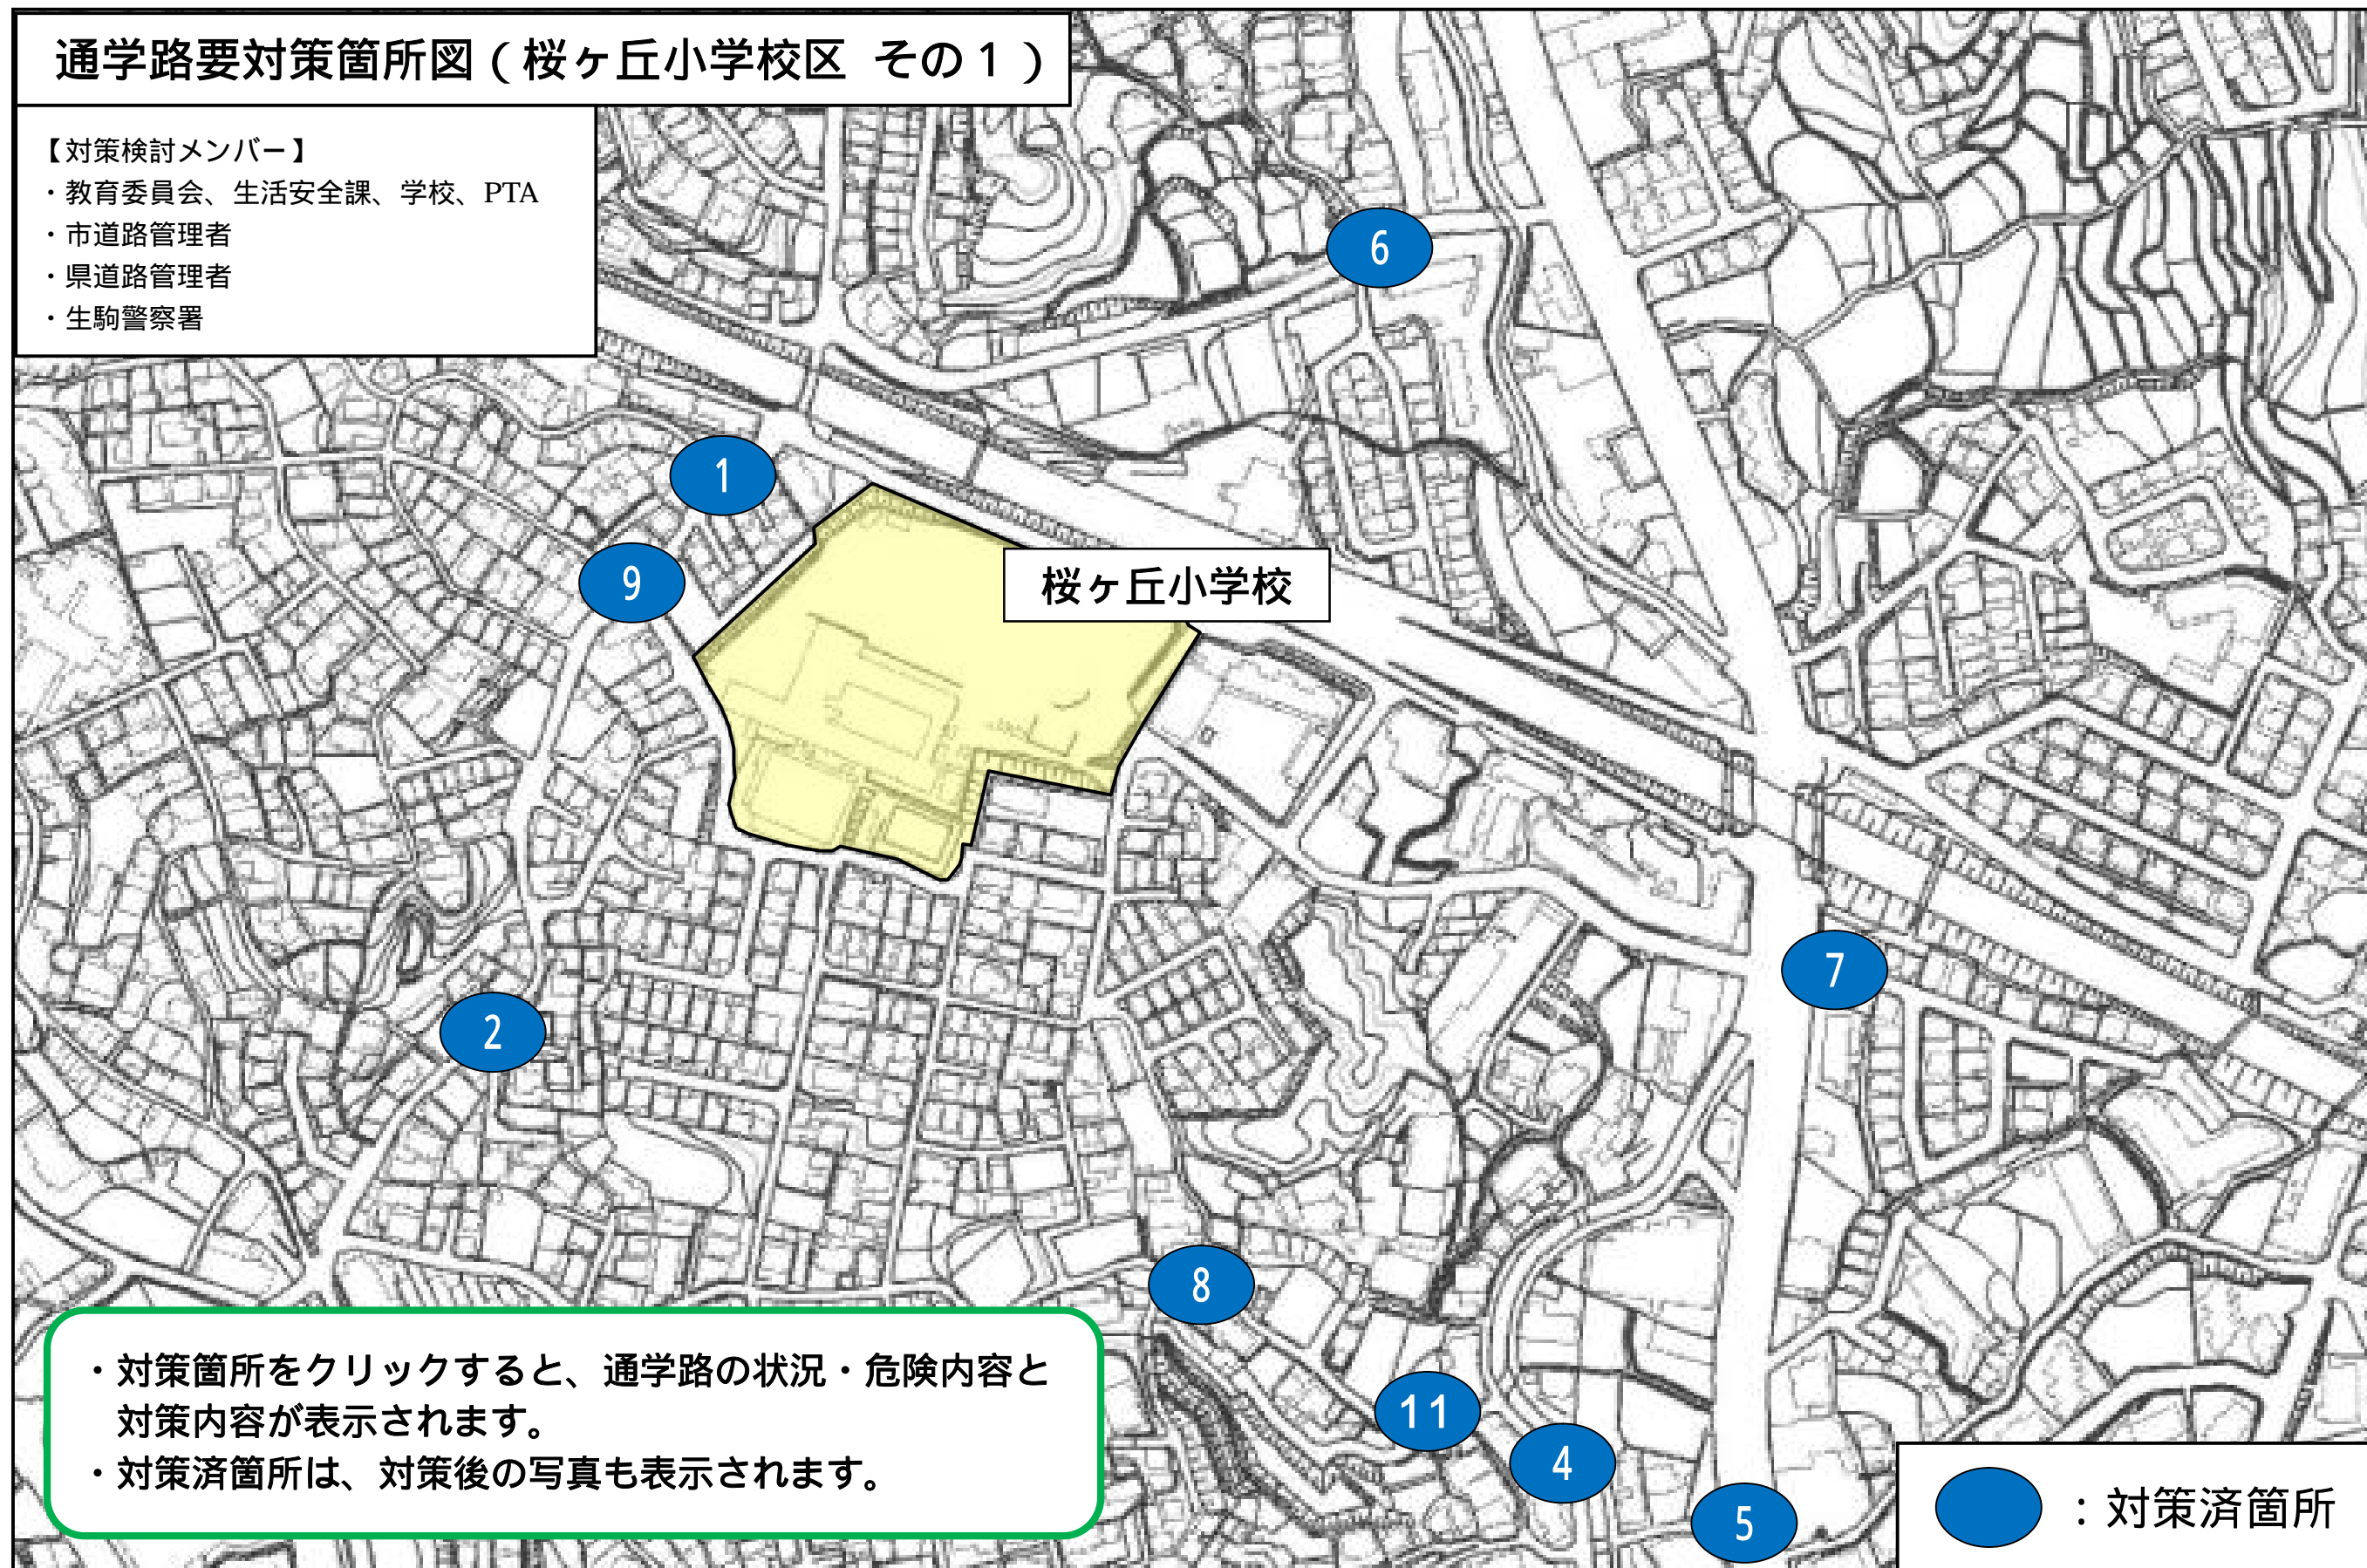 通学路要対策箇所図(桜ヶ丘小学校区 その1)
【対策検討メンバー】
・教育委員会、生活安全課、学校、PTA
・市道路管理者
・県道路管理者
・生駒警察署
6
1
9
桜ヶ丘小学校
7
2
8
11
4
5
・対策箇所をクリックすると、通学路の状況・危険内容と
対策内容が表示されます。
・対策済箇所は、対策後の写真も表示されます。
:対策済箇所